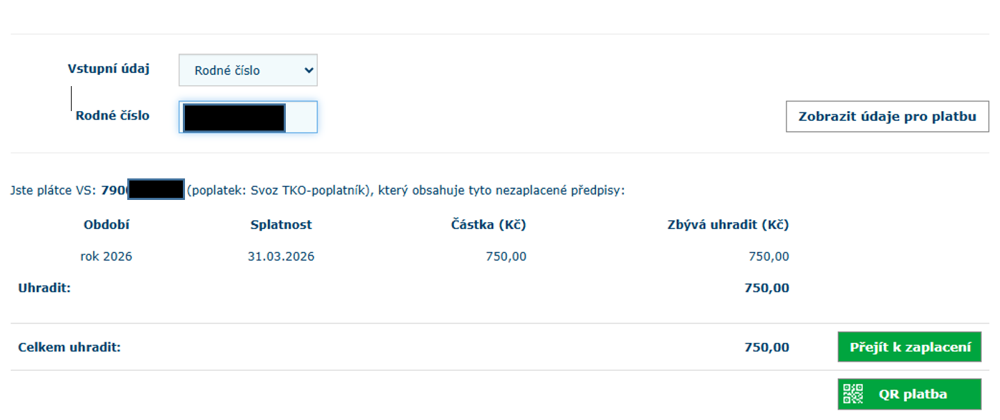 Vstupní údaj Rodné číslo
Rodné číslo
Zobrazit údaje pro platbu
Jste plátce VS: 790 (poplatek: Svoz TKO-poplatník), který obsahuje tyto nezaplacené předpisy:
Období Splatnost Částka (Kč) Zbývá uhradit (Kč)
rok 2026 31.03.2026 750,00 750,00
Uhradit: 750,00
Celkem uhradit: 750,00 Přejít k zaplacení
QR platba